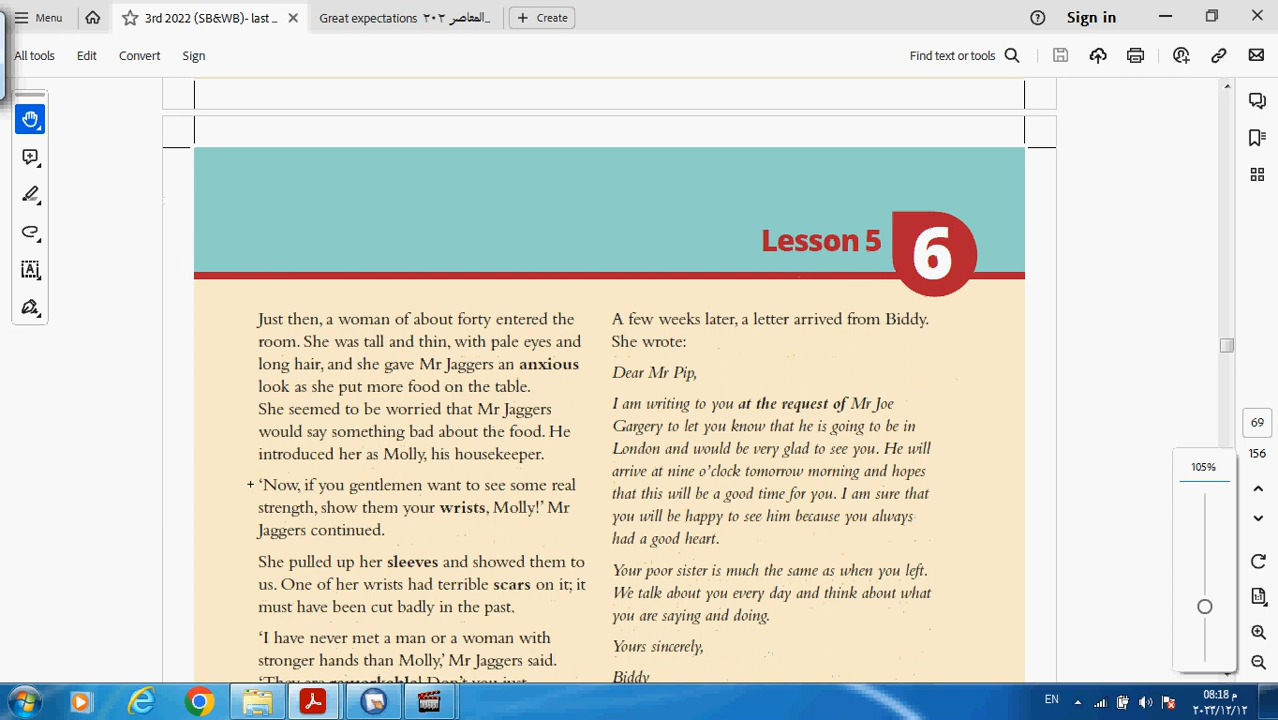 Menu
3rd 2022 (SB&WB)- last ...
Great expectations المعاصر ٢٠٢...
Create
Sign in
All tools
Edit
Convert
Sign
Find text or tools
Lesson 5
6
Just then, a woman of about forty entered the
room. She was tall and thin, with pale eyes and
long hair, and she gave Mr Jaggers an anxious
look as she put more food on the table.
She seemed to be worried that Mr Jaggers
would say something bad about the food. He
introduced her as Molly, his housekeeper.
‘Now, if you gentlemen want to see some real
strength, show them your wrists, Molly!’ Mr
Jaggers continued.
She pulled up her sleeves and showed them to
us. One of her wrists had terrible scars on it; it
must have been cut badly in the past.
‘I have never met a man or a woman with
stronger hands than Molly,’ Mr Jaggers said.
‘They are remarkable! Don’t you just
A few weeks later, a letter arrived from Biddy.
She wrote:
Dear Mr Pip,
I am writing to you at the request of Mr Joe
Gargery to let you know that he is going to be in
London and would be very glad to see you. He will
arrive at nine o’clock tomorrow morning and hopes
that this will be a good time for you. I am sure that
you will be happy to see him because you always
had a good heart.
Your poor sister is much the same as when you left.
We talk about you every day and think about what
you are saying and doing.
Yours sincerely,
Biddy
69
156
105%
EN
08:18 م
٢٠٢٣/١٢/١٢